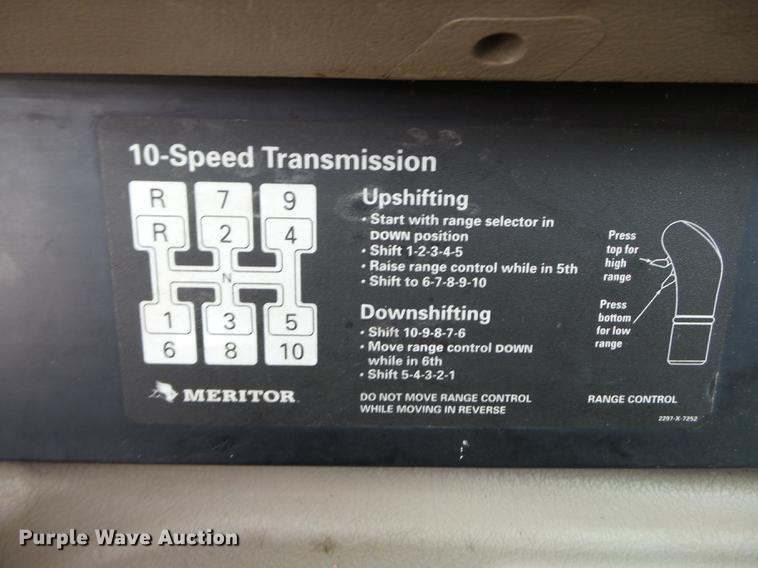 10-Speed Transmission
R 7 9
R 2 4
N
1 3 5
6 8 10
MERITOR
Upshifting
• Start with range selector in
DOWN position
• Shift 1-2-3-4-5
• Raise range control while in 5th
• Shift to 6-7-8-9-10
Downshifting
• Shift 10-9-8-7-6
• Move range control DOWN
while in 6th
• Shift 5-4-3-2-1
DO NOT MOVE RANGE CONTROL
WHILE MOVING IN REVERSE
Press
top for
high
range
Press
bottom
for low
range
RANGE CONTROL
2297-X-7252
Purple Wave Auction